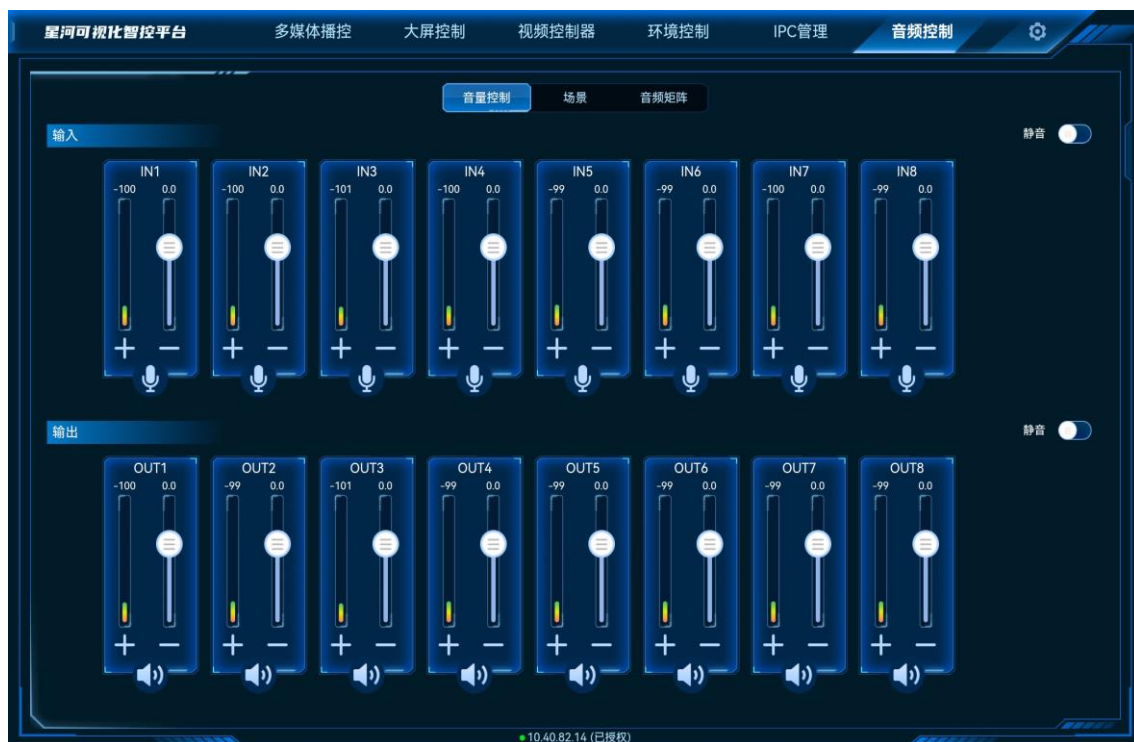 星河可视化智控平台 多媒体播控 大屏控制 视频控制器 环境控制 IPC管理 音频控制
音量控制 场景 音频矩阵
输入 静音
IN1 IN2 IN3 IN4 IN5 IN6 IN7 IN8
-100 0.0 -100 0.0 -101 0.0 -100 0.0 -99 0.0 -99 0.0 -100 0.0 -99 0.0
输出 静音
OUT1 OUT2 OUT3 OUT4 OUT5 OUT6 OUT7 OUT8
-100 0.0 -99 0.0 -101 0.0 -99 0.0 -99 0.0 -99 0.0 -99 0.0 -99 0.0
10.40.82.14 (已授权)